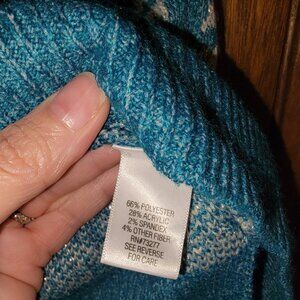 66% POLYESTER
28% ACRYLIC
2% SPANDEX
4% OTHER FIBER
RN#73277
SEE REVERSE
FOR CARE